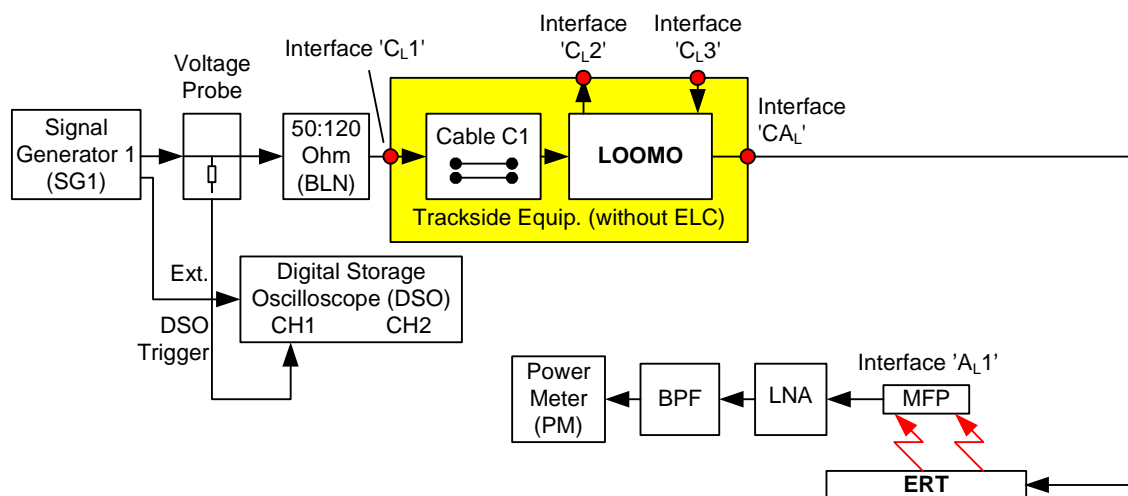 Interface 'CL1'
Interface
'CL2'
Interface
'CL3'
Voltage
Probe
Signal
Generator 1
(SG1)
50:120
Ohm
(BLN)
Cable C1
LOOMO
Interface
'CAL'
Trackside Equip. (without ELC)
Ext.
DSO
Trigger
Digital Storage
Oscilloscope (DSO)
CH1 CH2
Power
Meter
(PM)
BPF
LNA
Interface 'AL1'
MFP
ERT